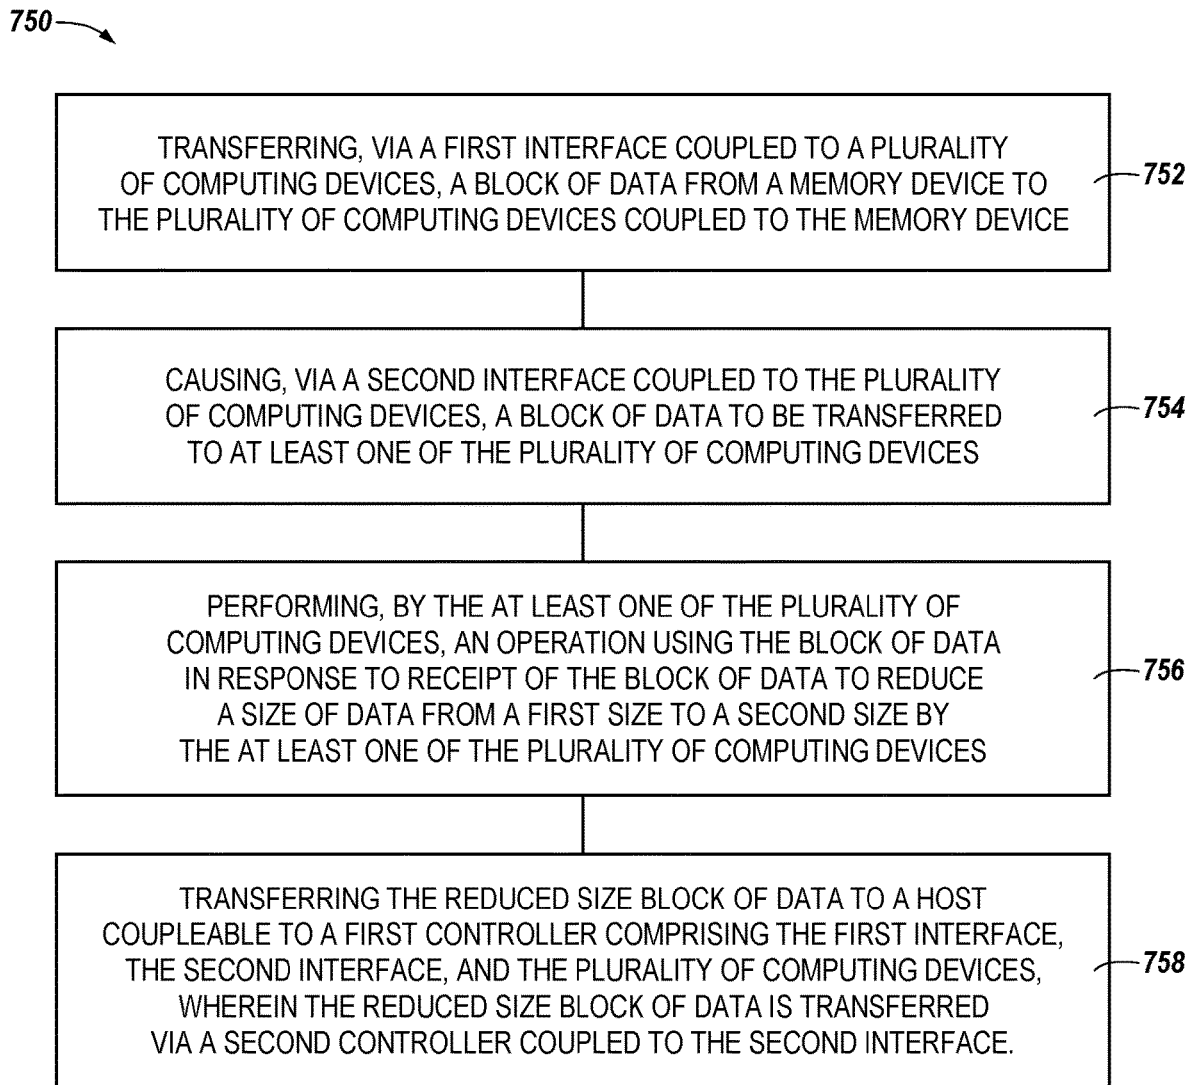 750
TRANSFERRING, VIA A FIRST INTERFACE COUPLED TO A PLURALITY
OF COMPUTING DEVICES, A BLOCK OF DATA FROM A MEMORY DEVICE TO
THE PLURALITY OF COMPUTING DEVICES COUPLED TO THE MEMORY DEVICE
752
CAUSING, VIA A SECOND INTERFACE COUPLED TO THE PLURALITY
OF COMPUTING DEVICES, A BLOCK OF DATA TO BE TRANSFERRED
TO AT LEAST ONE OF THE PLURALITY OF COMPUTING DEVICES
754
PERFORMING, BY THE AT LEAST ONE OF THE PLURALITY OF
COMPUTING DEVICES, AN OPERATION USING THE BLOCK OF DATA
IN RESPONSE TO RECEIPT OF THE BLOCK OF DATA TO REDUCE
A SIZE OF DATA FROM A FIRST SIZE TO A SECOND SIZE BY
THE AT LEAST ONE OF THE PLURALITY OF COMPUTING DEVICES
756
TRANSFERRING THE REDUCED SIZE BLOCK OF DATA TO A HOST
COUPLEABLE TO A FIRST CONTROLLER COMPRISING THE FIRST INTERFACE,
THE SECOND INTERFACE, AND THE PLURALITY OF COMPUTING DEVICES,
WHEREIN THE REDUCED SIZE BLOCK OF DATA IS TRANSFERRED
VIA A SECOND CONTROLLER COUPLED TO THE SECOND INTERFACE.
758